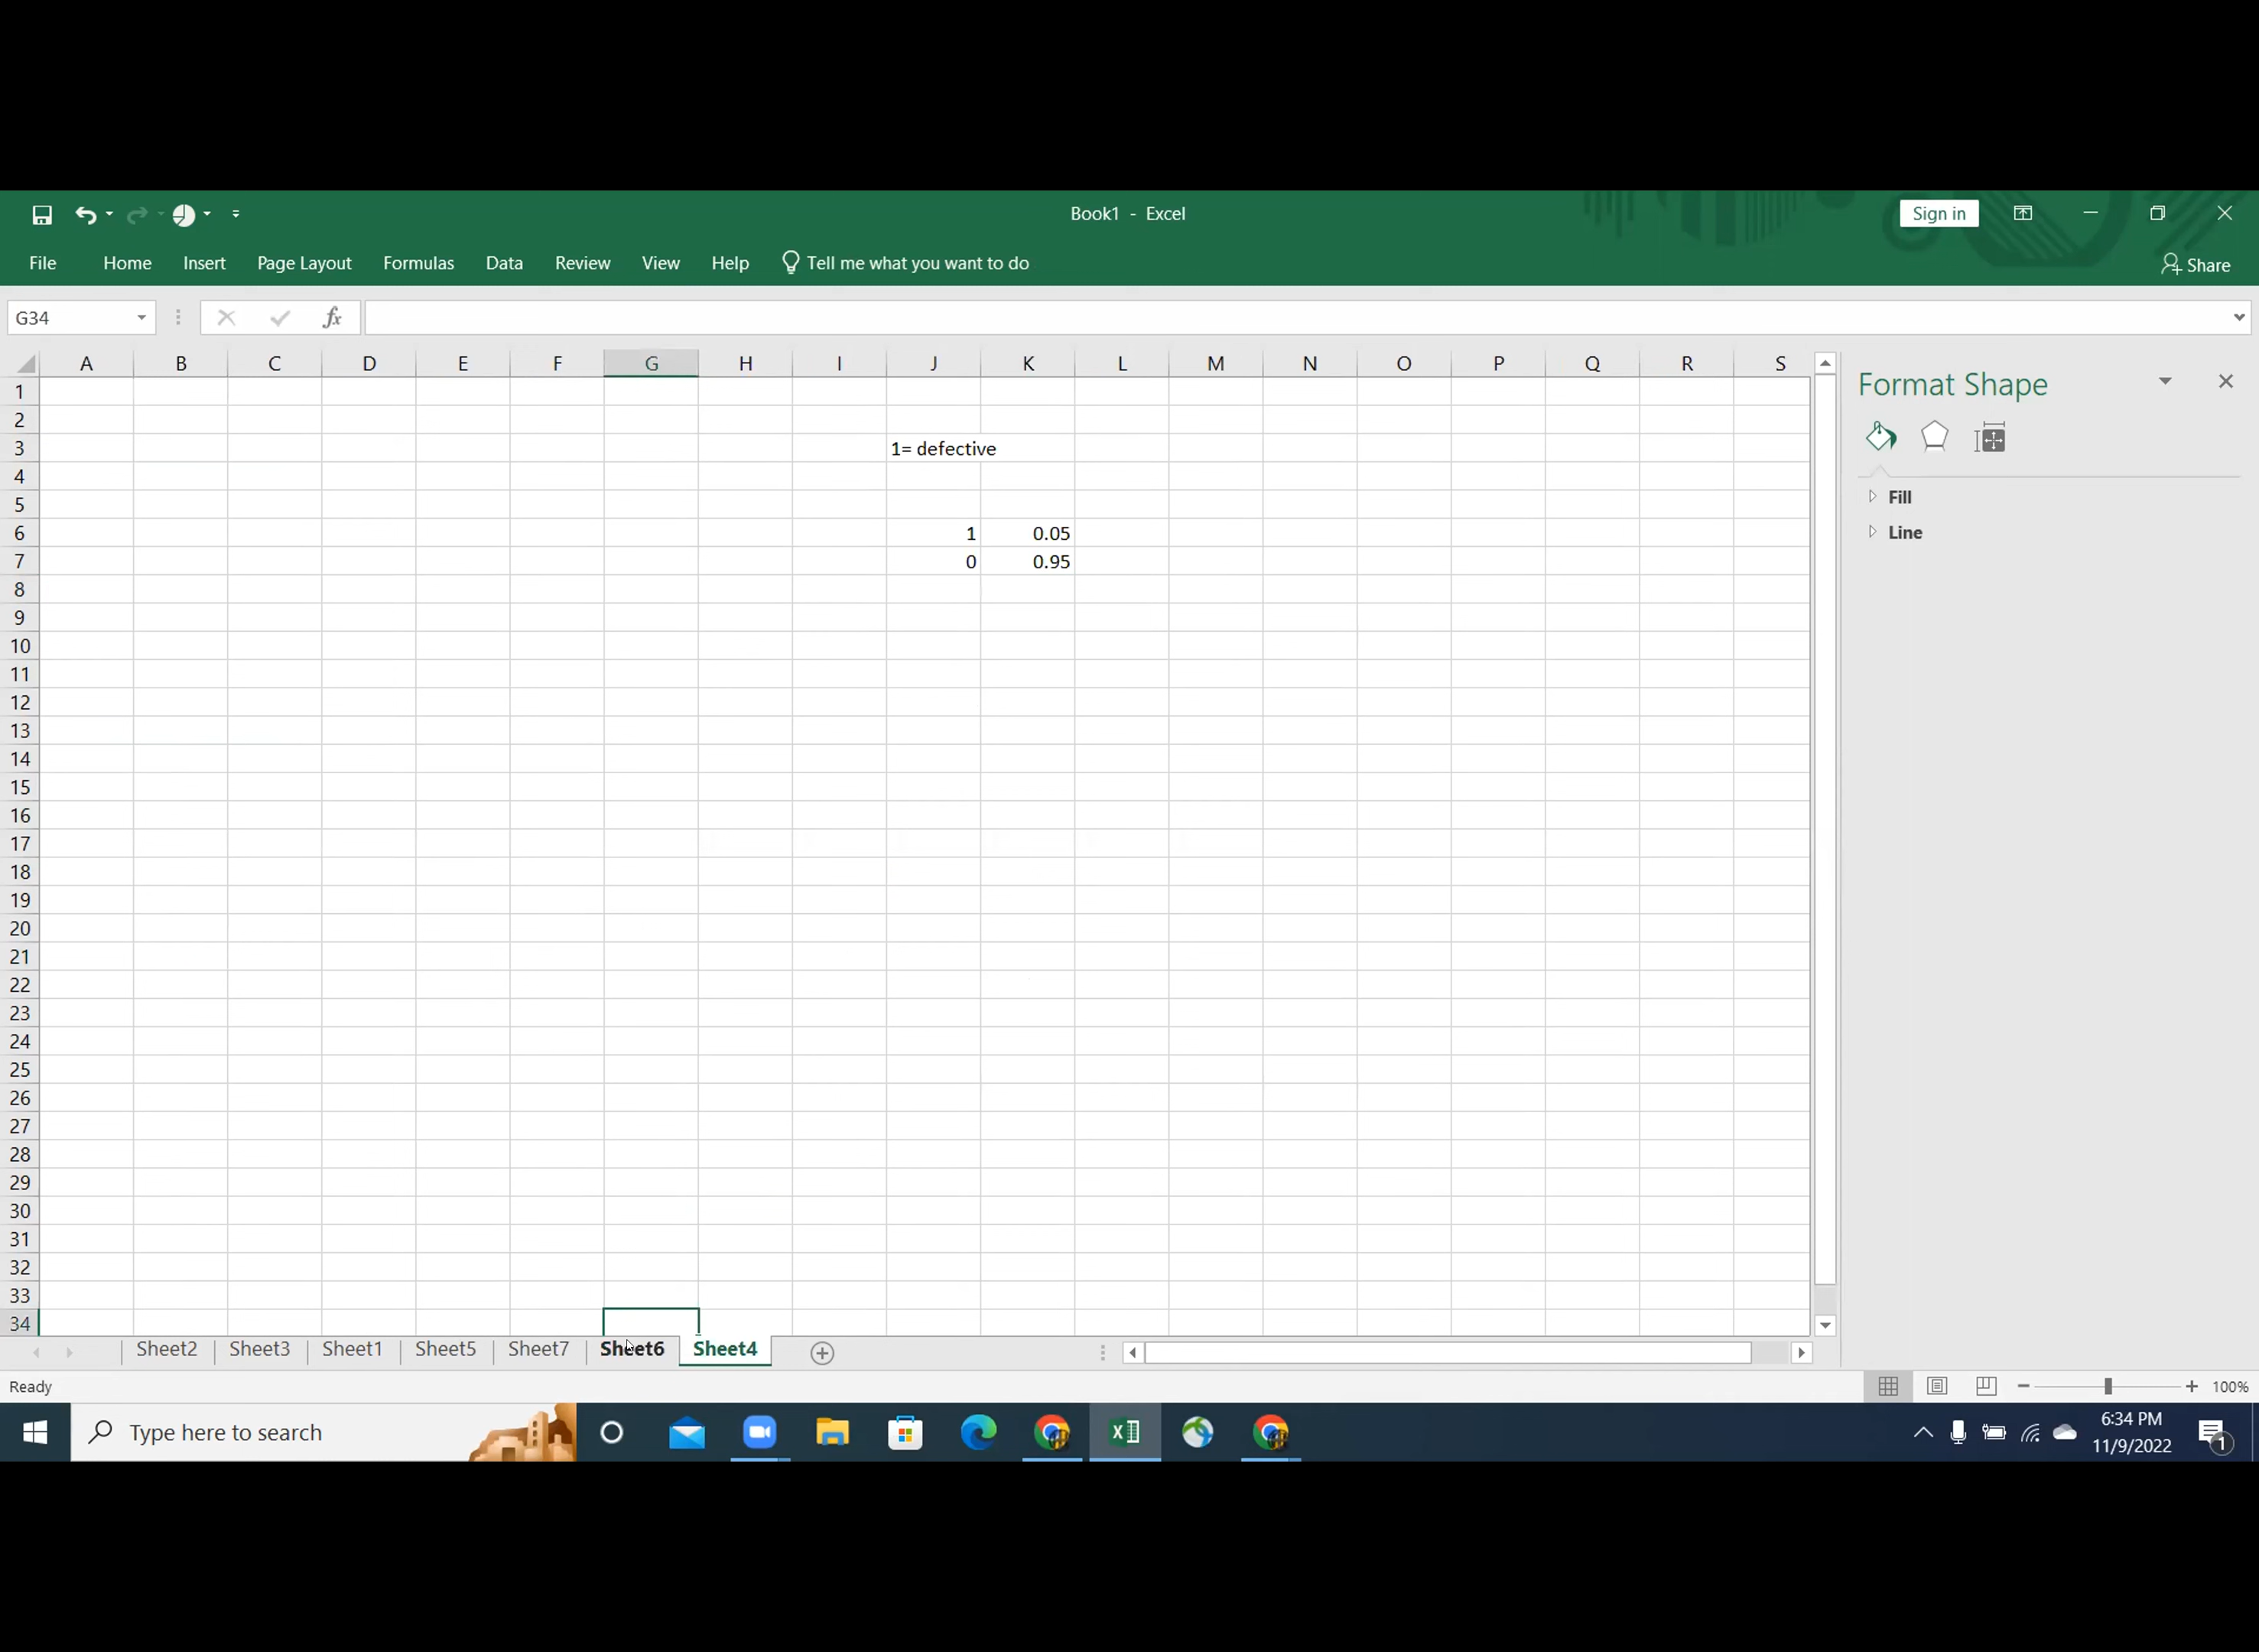 Book1 - Excel
Sign in
File Home Insert Page Layout Formulas Data Review View Help Tell me what you want to do
Share
G34
fx
A B C D E F G H I J K L M N O P Q R S
Format Shape
Fill
Line
1
2
3 1= defective
4
5
6 1 0.05
7 0 0.95
8
9
10
11
12
13
14
15
16
17
18
19
20
21
22
23
24
25
26
27
28
29
30
31
32
33
34
Sheet2 Sheet3 Sheet1 Sheet5 Sheet7 Sheet6 Sheet4
Ready
100%
Type here to search
6:34 PM
11/9/2022
1